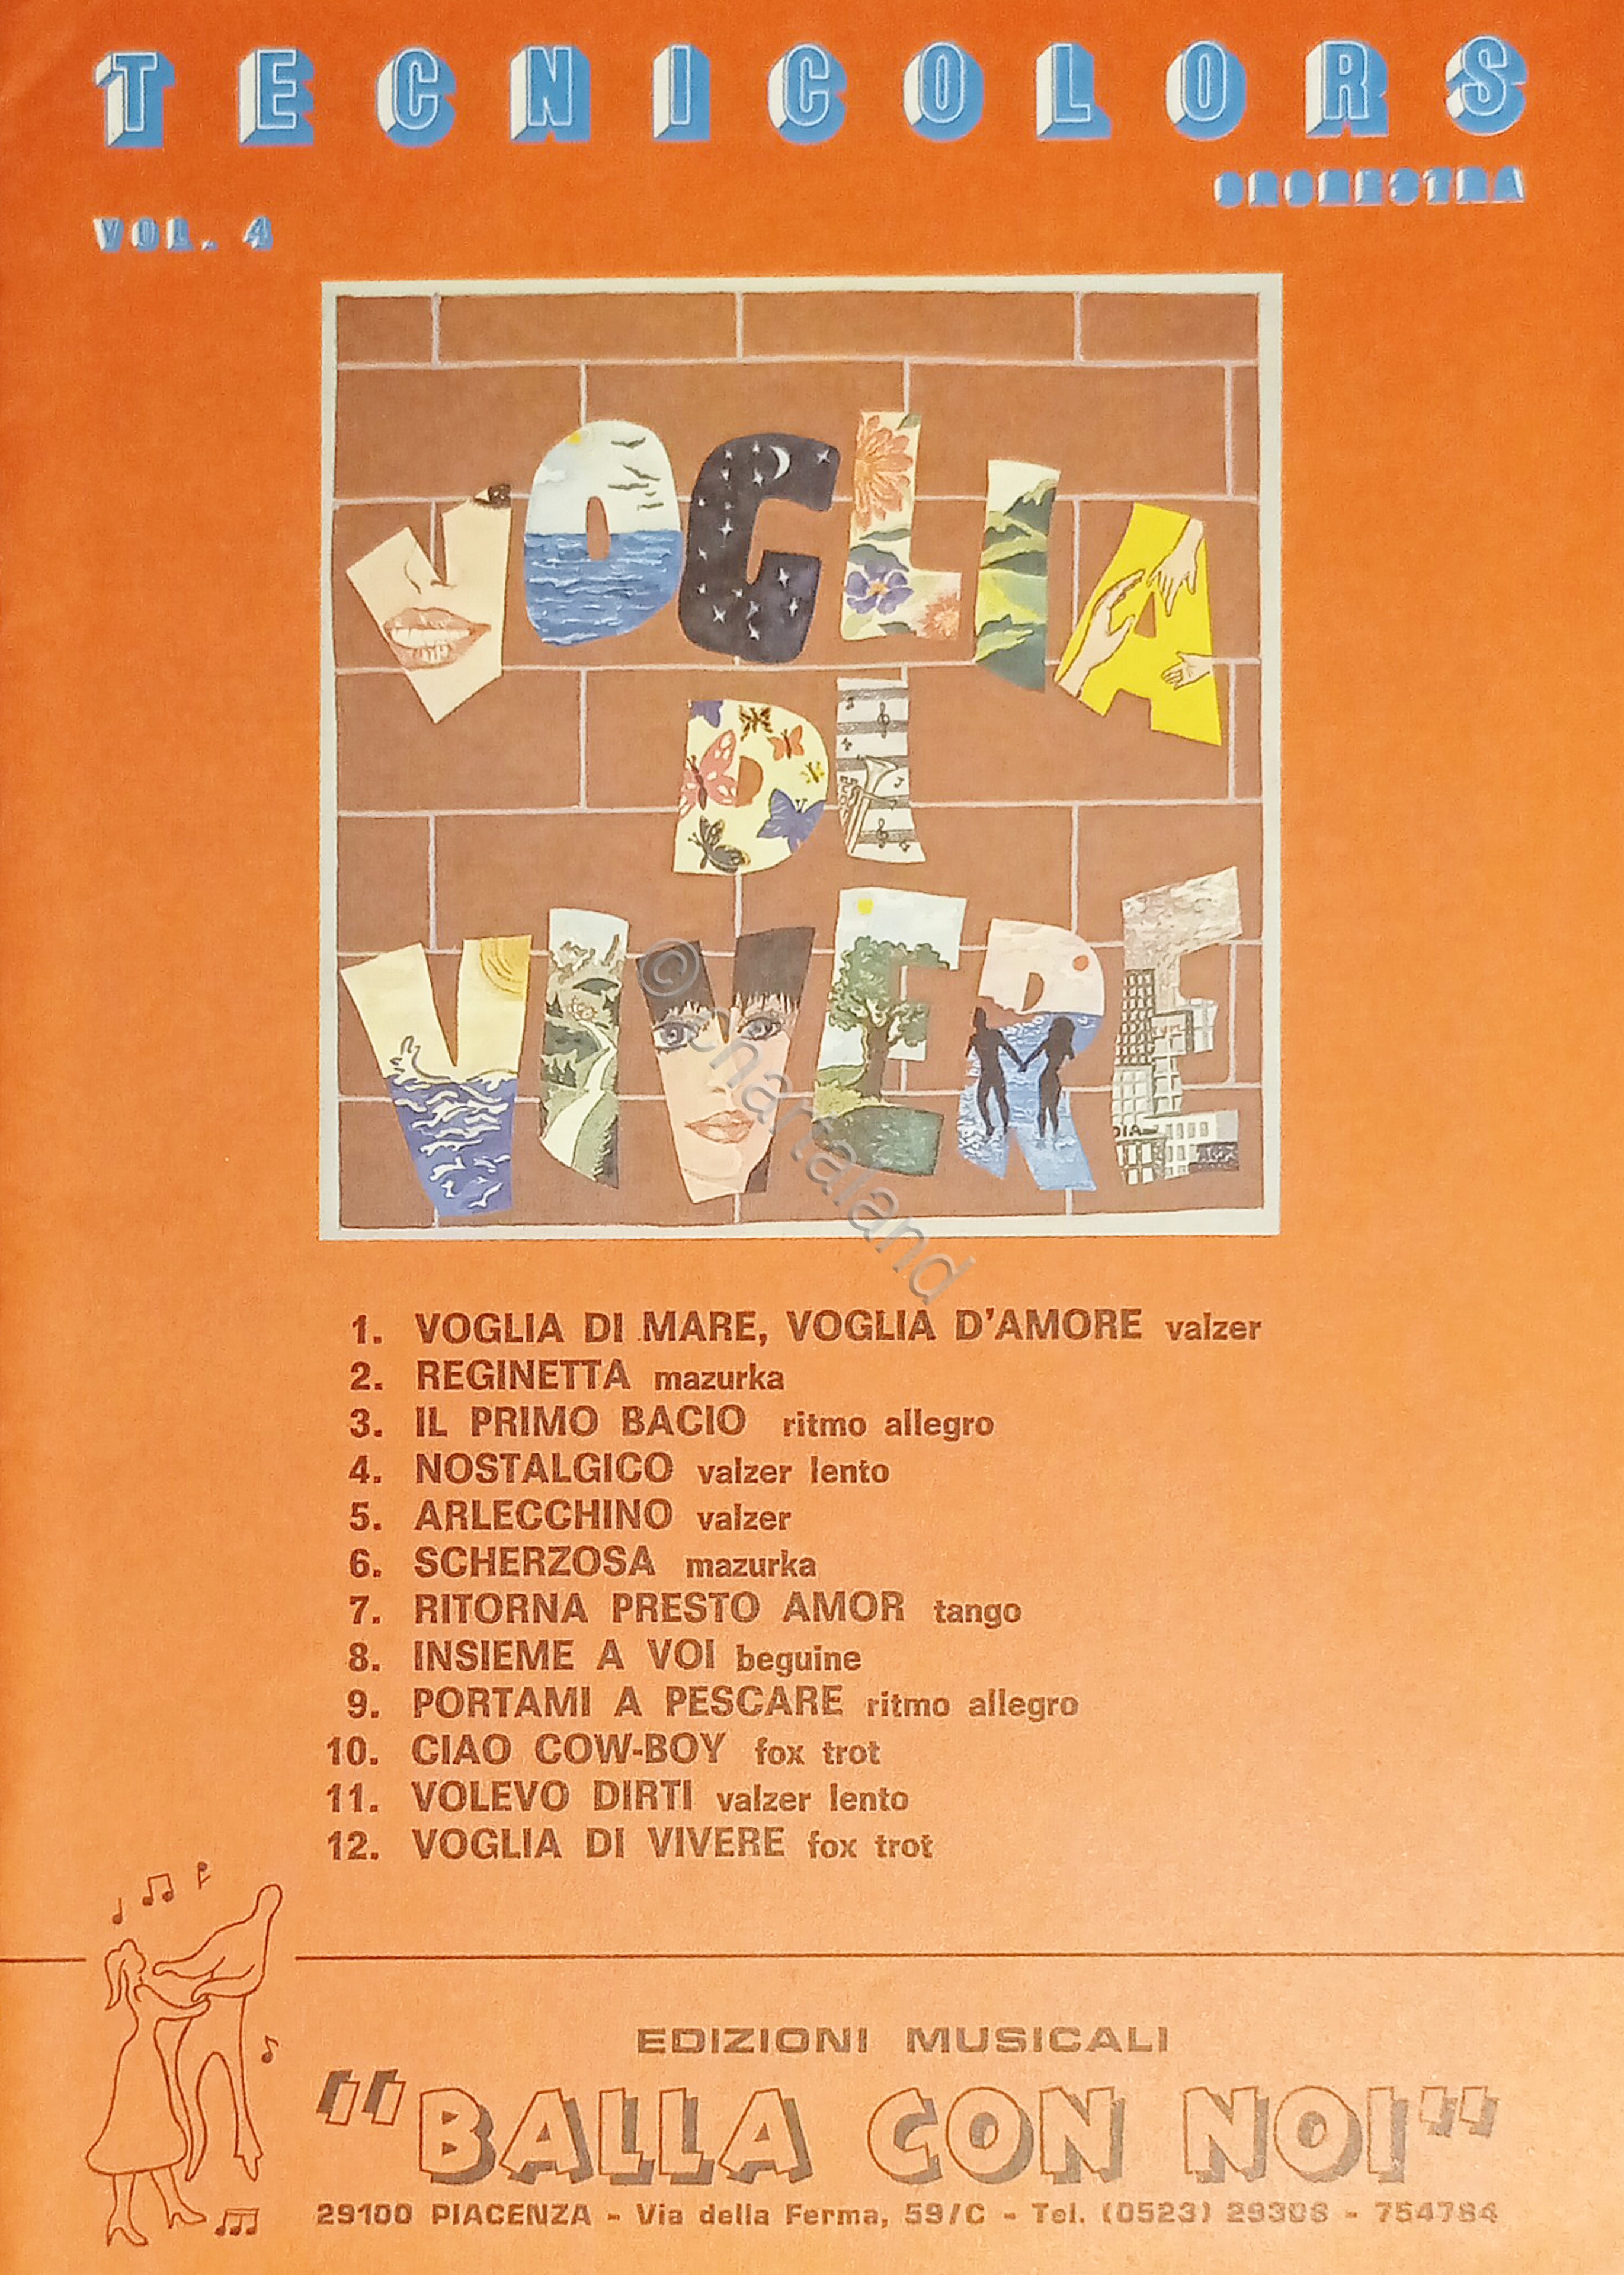 TECNICOLORS
ORCHESTRA
VOL. 4
VOGLIA
DI
VIVERE
© chartaland
1. VOGLIA DI MARE, VOGLIA D'AMORE valzer
2. REGINETTA mazurka
3. IL PRIMO BACIO ritmo allegro
4. NOSTALGICO valzer lento
5. ARLECCHINO valzer
6. SCHERZOSA mazurka
7. RITORNA PRESTO AMOR tango
8. INSIEME A VOI beguine
9. PORTAMI A PESCARE ritmo allegro
10. CIAO COW-BOY fox trot
11. VOLEVO DIRTI valzer lento
12. VOGLIA DI VIVERE fox trot
EDIZIONI MUSICALI
"BALLA CON NOI"
29100 PIACENZA - Via della Ferma, 59/C - Tel. (0523) 29308 - 754784